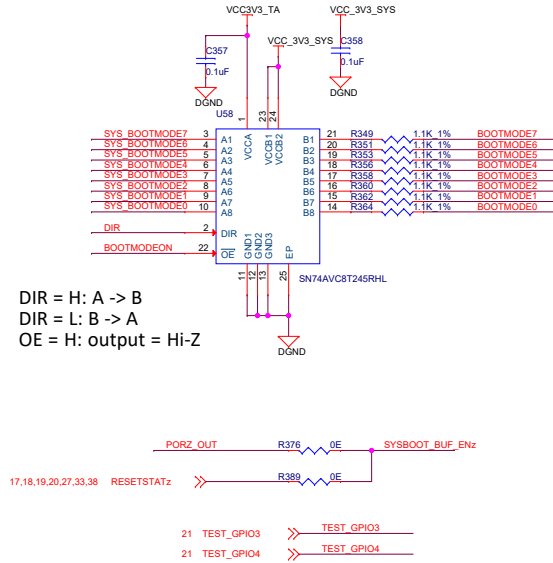 VCC3V3_TA VCC_3V3_SYS
VCC_3V3_SYS
C357 C358
0.1uF 0.1uF
DGND DGND
U58
1 23 24
VCCA VCCB1 VCCB2
SYS_BOOTMODE7 3 A1 B1 21 R349 1.1K_1% BOOTMODE7
SYS_BOOTMODE6 4 A2 B2 20 R351 1.1K_1% BOOTMODE6
SYS_BOOTMODE5 5 A3 B3 19 R353 1.1K_1% BOOTMODE5
SYS_BOOTMODE4 6 A4 B4 18 R356 1.1K_1% BOOTMODE4
SYS_BOOTMODE3 7 A5 B5 17 R358 1.1K_1% BOOTMODE3
SYS_BOOTMODE2 8 A6 B6 16 R360 1.1K_1% BOOTMODE2
SYS_BOOTMODE1 9 A7 B7 15 R362 1.1K_1% BOOTMODE1
SYS_BOOTMODE0 10 A8 B8 14 R364 1.1K_1% BOOTMODE0
DIR 2 DIR
BOOTMODEON 22 OE
GND1 GND2 GND3 EP
11 12 13 25
SN74AVC8T245RHL
DGND
DIR = H: A -> B
DIR = L: B -> A
OE = H: output = Hi-Z
PORZ_OUT R376 0E SYSBOOT_BUF_ENz
17,18,19,20,27,33,38 RESETSTATz R389 0E
21 TEST_GPIO3 TEST_GPIO3
21 TEST_GPIO4 TEST_GPIO4